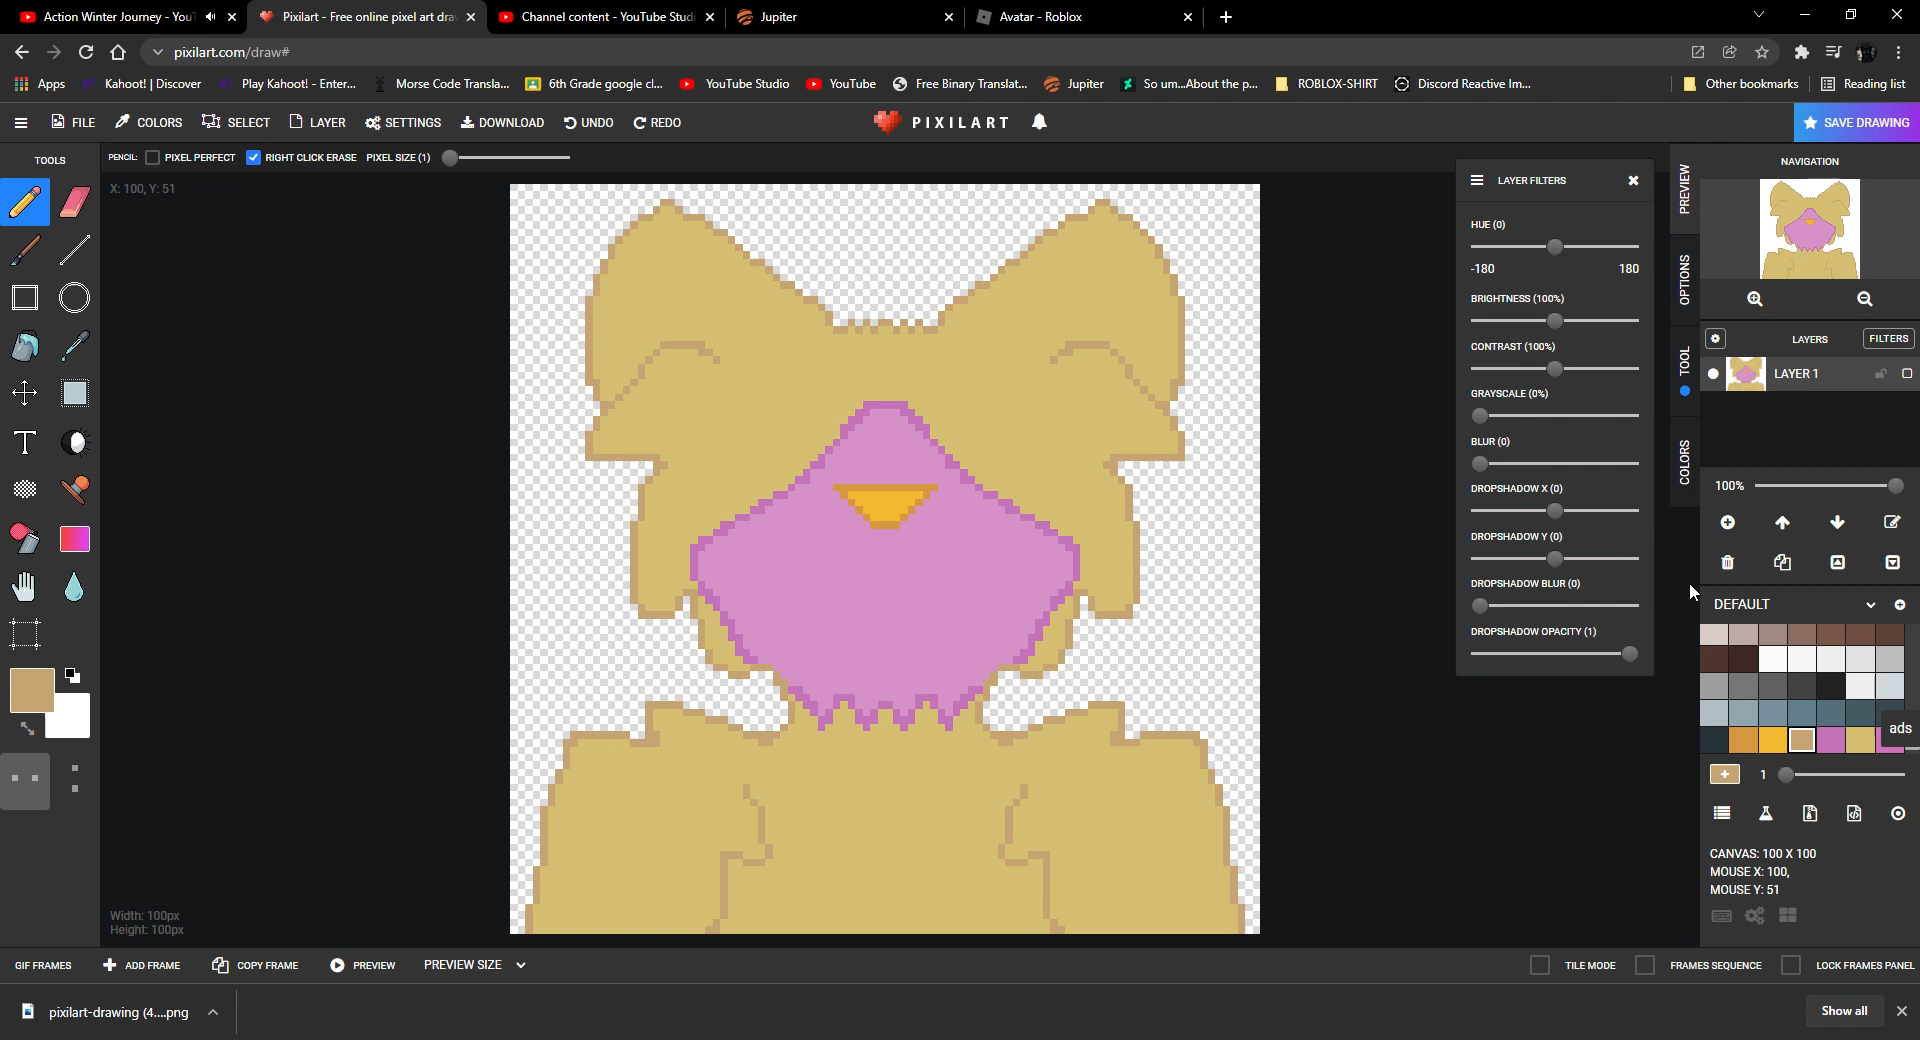 Action Winter Journey - You
Pixilart - Free online pixel art dra
Channel content - YouTube Stud
Jupiter
Avatar - Roblox
pixilart.com/draw#
Apps
Kahoot! | Discover
Play Kahoot! - Enter...
Morse Code Transla...
6th Grade google cl...
YouTube Studio
YouTube
Free Binary Translat...
Jupiter
So um...About the p...
ROBLOX-SHIRT
Discord Reactive Im...
Other bookmarks
Reading list
FILE
COLORS
SELECT
LAYER
SETTINGS
DOWNLOAD
UNDO
REDO
PIXILART
SAVE DRAWING
TOOLS
PENCIL:
PIXEL PERFECT
RIGHT CLICK ERASE
PIXEL SIZE (1)
X: 100, Y: 51
LAYER FILTERS
HUE (0)
-180
180
BRIGHTNESS (100%)
CONTRAST (100%)
GRAYSCALE (0%)
BLUR (0)
DROPSHADOW X (0)
DROPSHADOW Y (0)
DROPSHADOW BLUR (0)
DROPSHADOW OPACITY (1)
PREVIEW
OPTIONS
TOOL
COLORS
NAVIGATION
LAYERS
FILTERS
LAYER 1
100%
DEFAULT
ads
1
CANVAS: 100 X 100
MOUSE X: 100,
MOUSE Y: 51
Width: 100px
Height: 100px
GIF FRAMES
ADD FRAME
COPY FRAME
PREVIEW
PREVIEW SIZE
TILE MODE
FRAMES SEQUENCE
LOCK FRAMES PANEL
pixilart-drawing (4....png
Show all